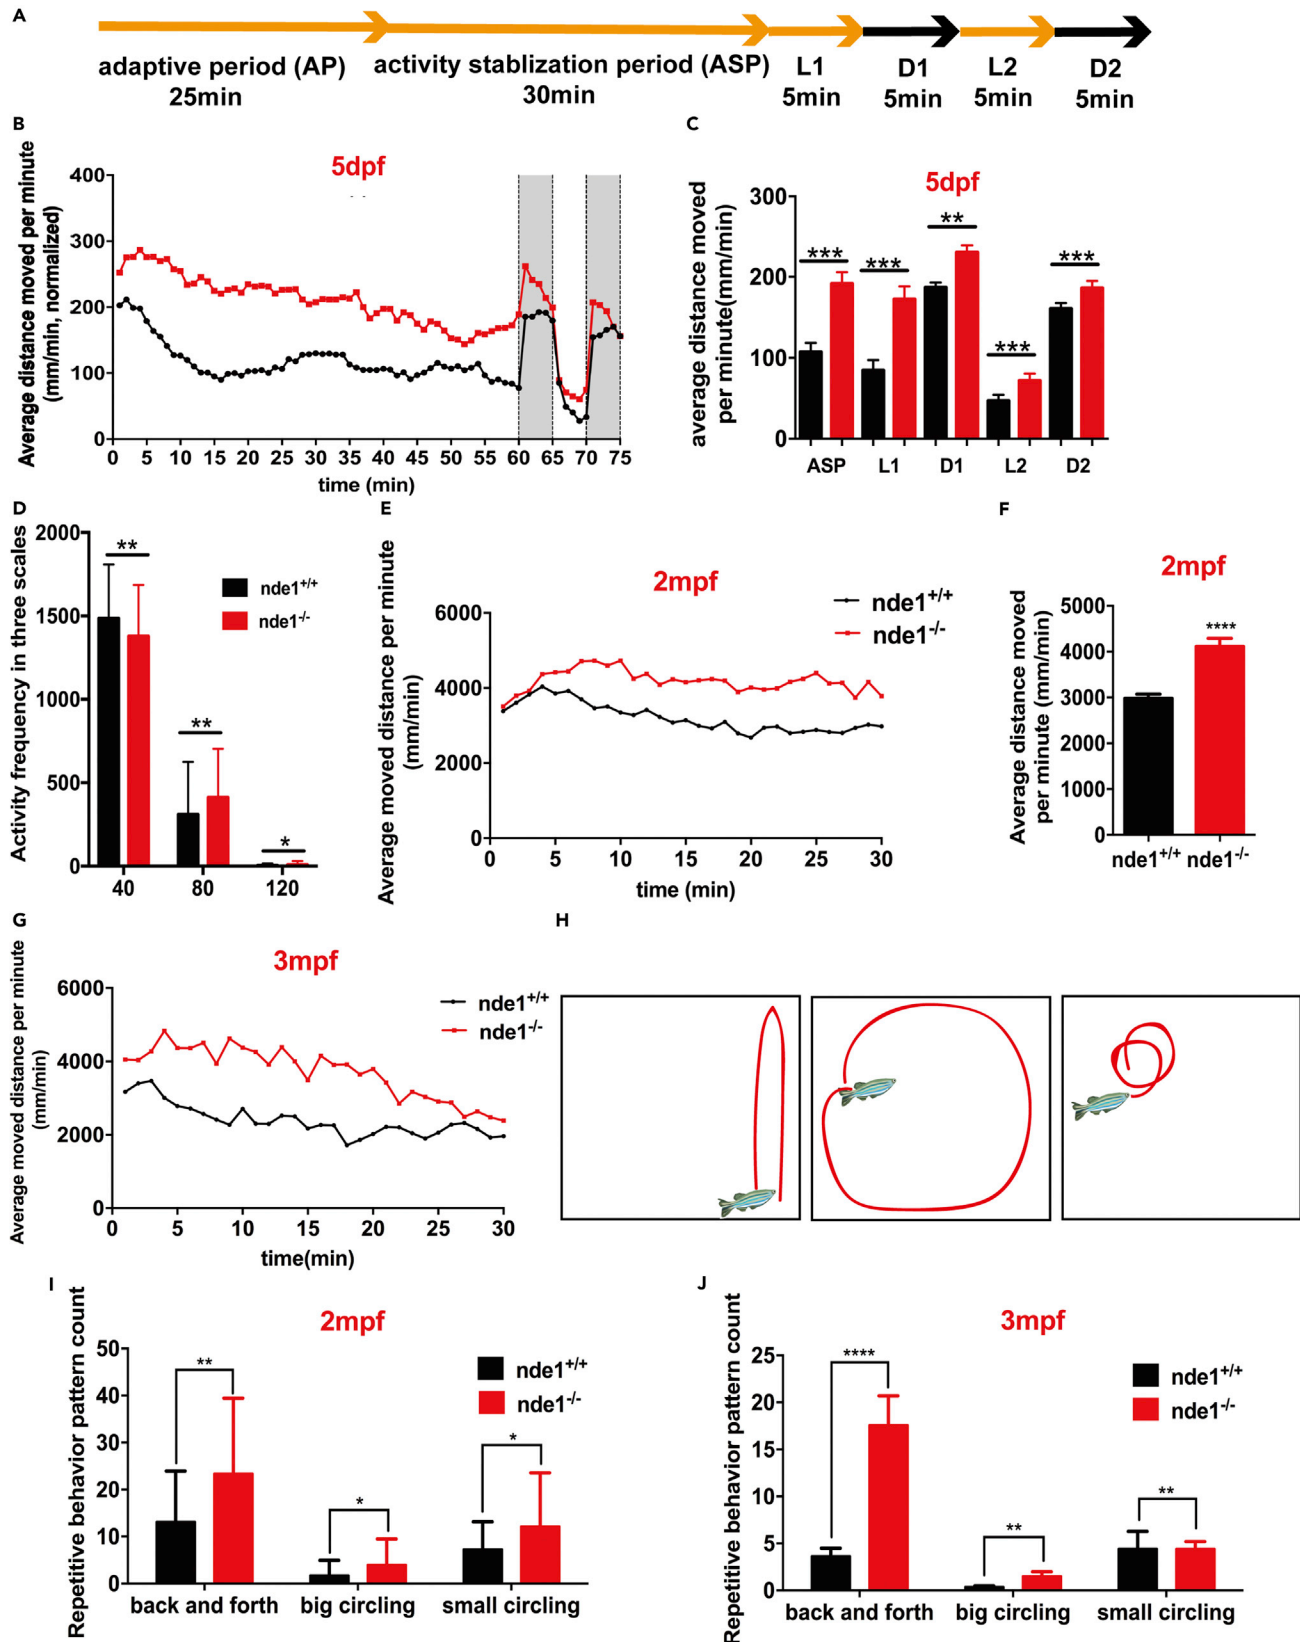 A
adaptive period (AP)
25min
activity stablization period (ASP)
30min
L1
5min
D1
5min
L2
5min
D2
5min
B
5dpf
Average distance moved per minute
(mm/min, normalized)
400
300
200
100
0
0 5 10 15 20 25 30 35 40 45 50 55 60 65 70 75
time (min)
C
5dpf
average distance moved
per minute(mm/min)
300
200
100
0
*** *** ** *** ***
ASP L1 D1 L2 D2
D
Activity frequency in three scales
2000
1500
1000
500
0
** ** *
nde1+/+
nde1-/-
40 80 120
E
2mpf
Average moved distance per minute
(mm/min)
6000
4000
2000
0
nde1+/+
nde1-/-
0 5 10 15 20 25 30
time (min)
F
2mpf
Average distance moved
per minute (mm/min)
5000
4000
3000
2000
1000
0
****
nde1+/+ nde1-/-
G
3mpf
Average moved distance per minute
(mm/min)
6000
4000
2000
0
nde1+/+
nde1-/-
0 5 10 15 20 25 30
time(min)
H
I
2mpf
Repetitive behavior pattern count
50
40
30
20
10
0
** * *
nde1+/+
nde1-/-
back and forth big circling small circling
J
3mpf
Repetitive behavior pattern count
25
20
15
10
5
0
**** ** **
nde1+/+
nde1-/-
back and forth big circling small circling